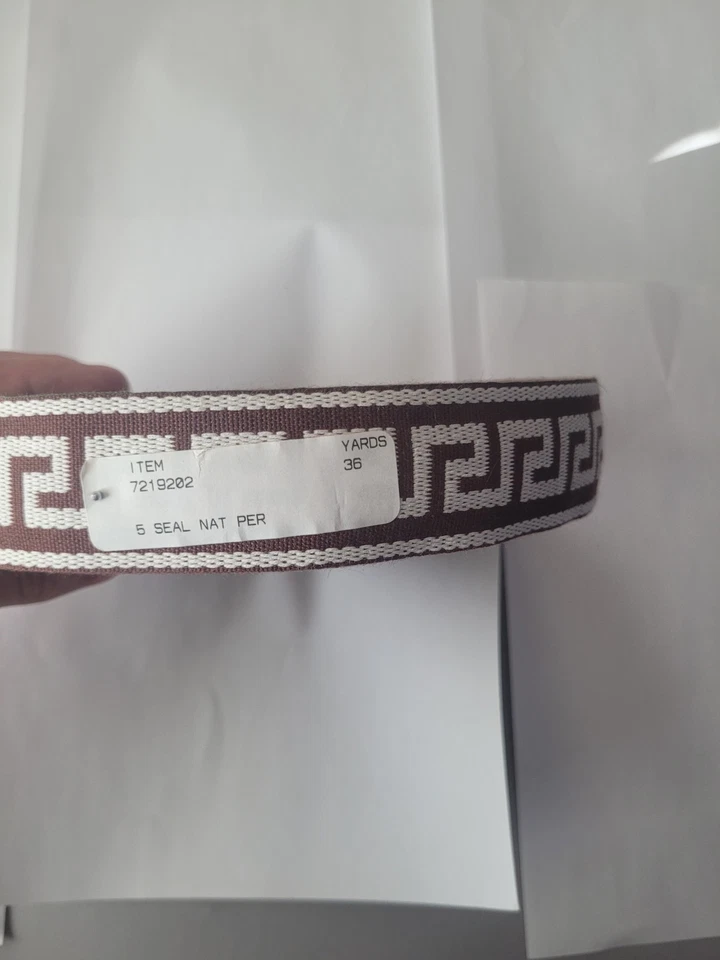 ITEM YARDS
7219202 36
5 SEAL NAT PER